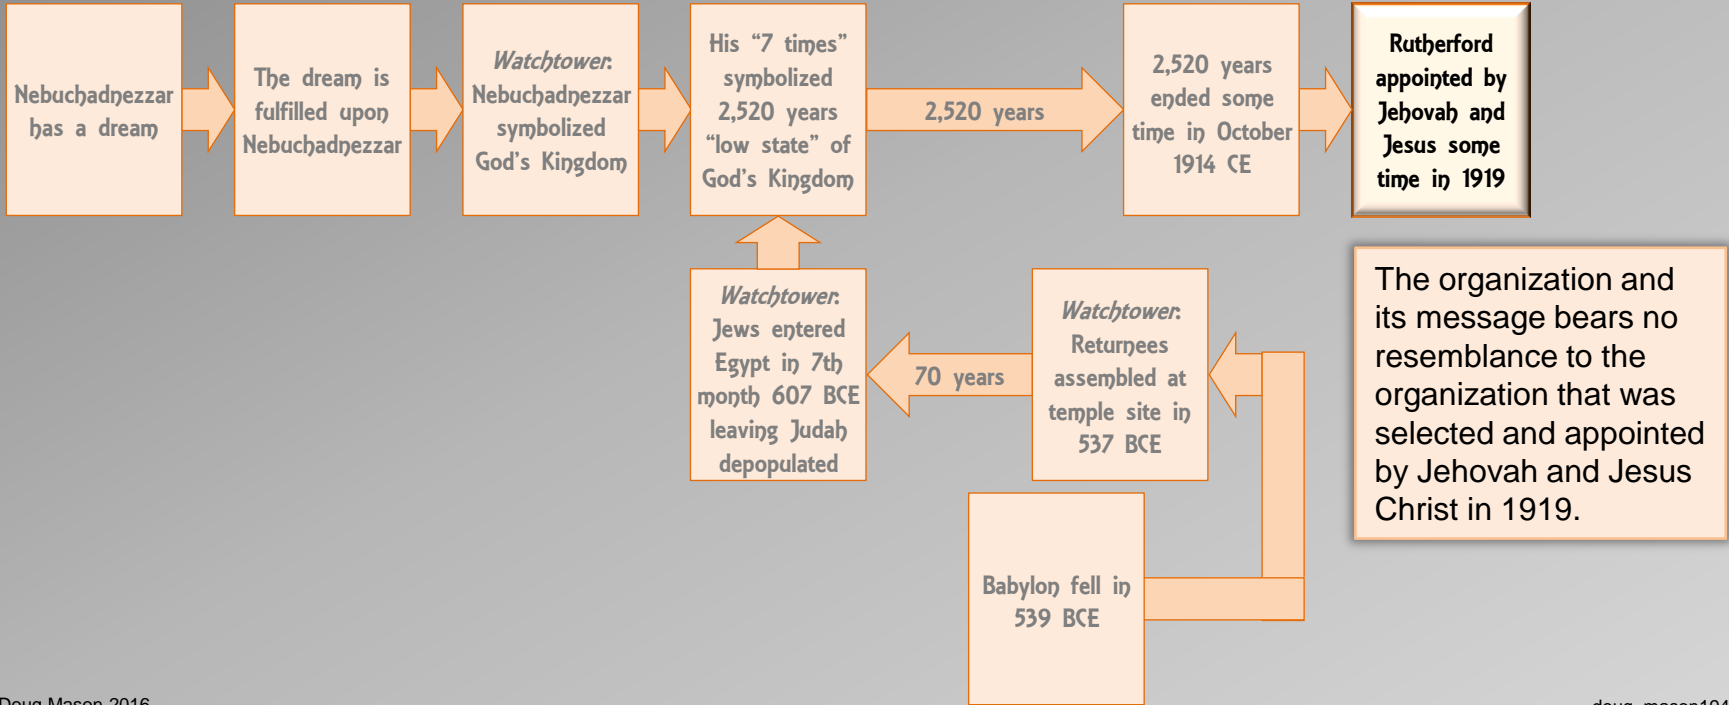 Nebuchadnezzar
has a dream
The dream is
fulfilled upon
Nebuchadnezzar
Watchtower:
Nebuchadnezzar
symbolized
God's Kingdom
His “7 times”
symbolized
2,520 years
“low state” of
God's Kingdom
2,520 years
2,520 years
ended some
time in October
1914 CE
Rutherford
appointed by
Jehovah and
Jesus some
time in 1919
Watchtower:
Jews entered
Egypt in 7th
month 607 BCE
leaving Judah
depopulated
70 years
Watchtower:
Returnees
assembled at
temple site in
537 BCE
Babylon fell in
539 BCE
The organization and
its message bears no
resemblance to the
organization that was
selected and appointed
by Jehovah and Jesus
Christ in 1919.
Doug Mason 2016